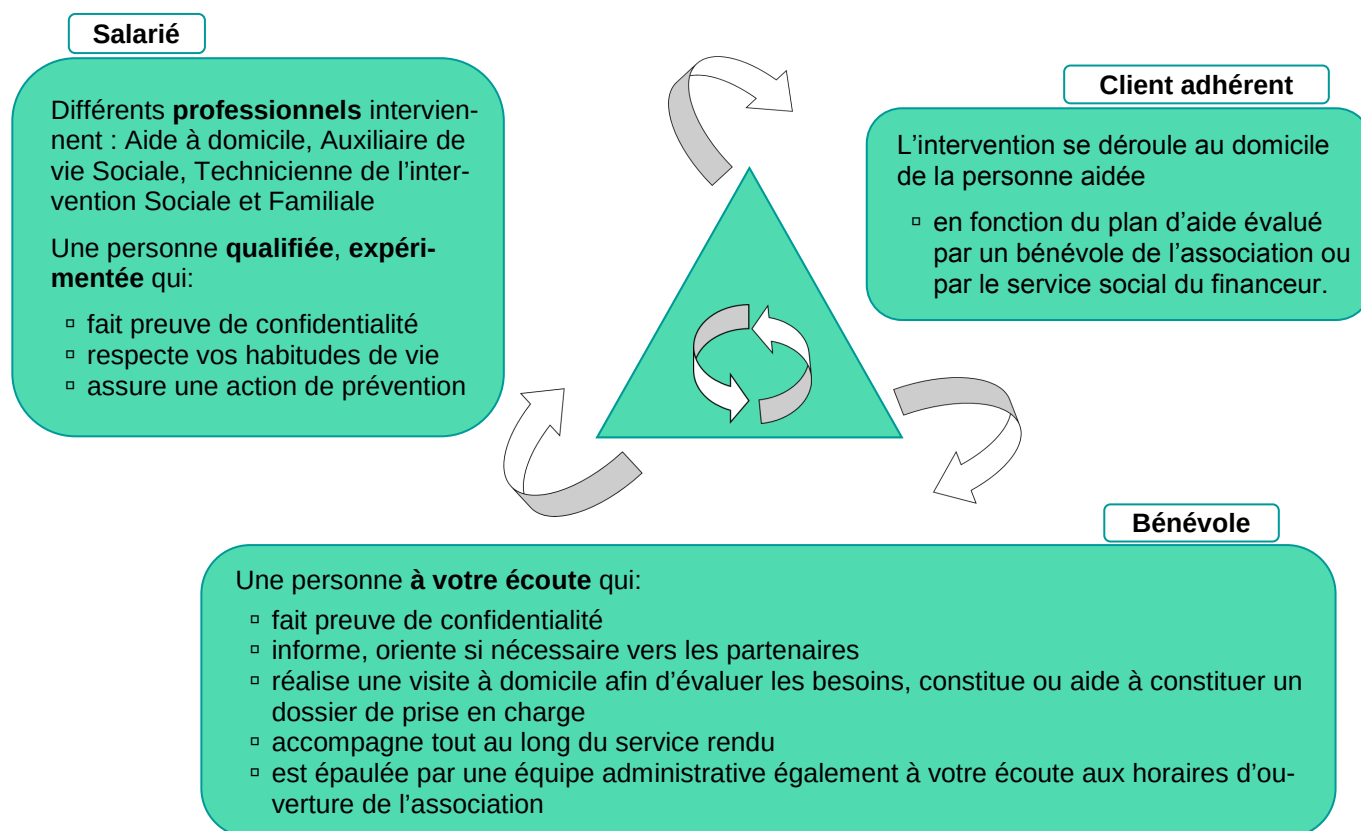 Salarié
Différents professionnels intervien-
nent : Aide à domicile, Auxiliaire de
vie Sociale, Technicienne de l’inter-
vention Sociale et Familiale
Une personne qualifiée, expéri-
mentée qui:
▫ fait preuve de confidentialité
▫ respecte vos habitudes de vie
▫ assure une action de prévention
Client adhérent
L’intervention se déroule au domicile
de la personne aidée
▫ en fonction du plan d’aide évalué
par un bénévole de l’association ou
par le service social du financeur.
Bénévole
Une personne à votre écoute qui:
▫ fait preuve de confidentialité
▫ informe, oriente si nécessaire vers les partenaires
▫ réalise une visite à domicile afin d’évaluer les besoins, constitue ou aide à constituer un
dossier de prise en charge
▫ accompagne tout au long du service rendu
▫ est épaulée par une équipe administrative également à votre écoute aux horaires d’ou-
verture de l’association